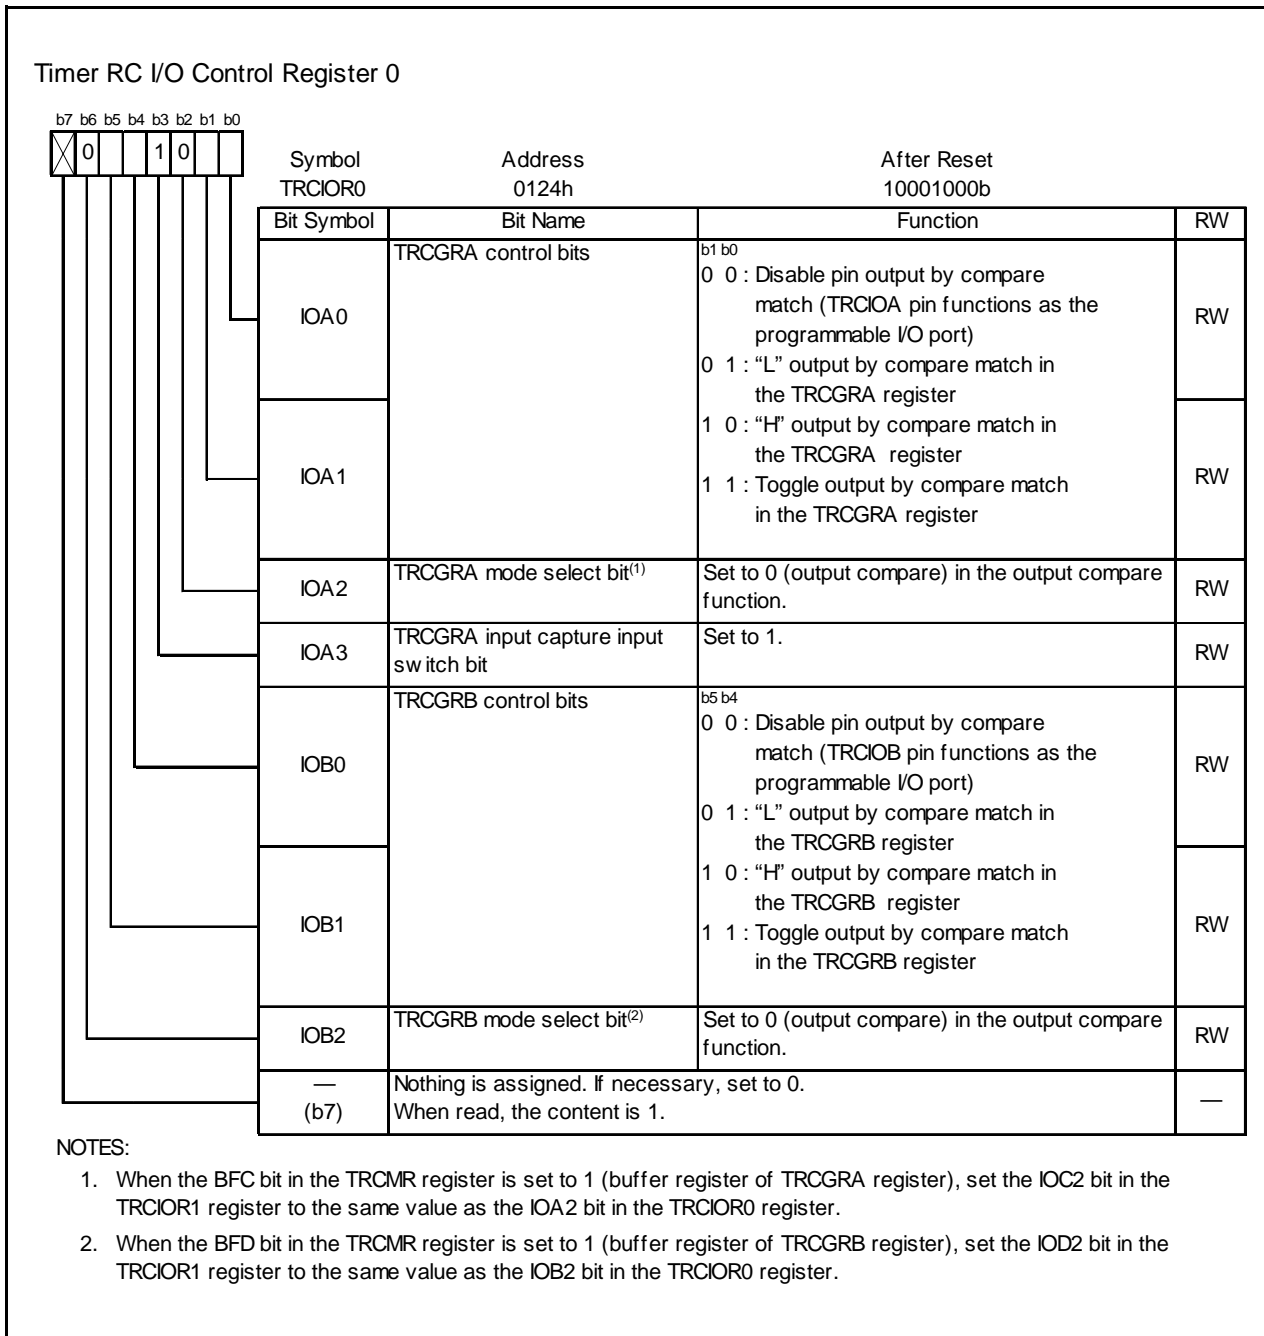 Timer RC I/O Control Register 0
b7 b6 b5 b4 b3 b2 b1 b0
0 1 0
Symbol Address After Reset
TRCIOR0 0124h 10001000b
Bit Symbol Bit Name Function RW
IOA0
IOA1
TRCGRA control bits
b1 b0
0 0 : Disable pin output by compare
match (TRCIOA pin functions as the
programmable I/O port)
0 1 : “L” output by compare match in
the TRCGRA register
1 0 : “H” output by compare match in
the TRCGRA register
1 1 : Toggle output by compare match
in the TRCGRA register
RW
RW
IOA2
TRCGRA mode select bit(1)
Set to 0 (output compare) in the output compare
function.
RW
IOA3
TRCGRA input capture input
switch bit
Set to 1.
RW
IOB0
IOB1
TRCGRB control bits
b5 b4
0 0 : Disable pin output by compare
match (TRCIOB pin functions as the
programmable I/O port)
0 1 : “L” output by compare match in
the TRCGRB register
1 0 : “H” output by compare match in
the TRCGRB register
1 1 : Toggle output by compare match
in the TRCGRB register
RW
RW
IOB2
TRCGRB mode select bit(2)
Set to 0 (output compare) in the output compare
function.
RW
—
(b7)
Nothing is assigned. If necessary, set to 0.
When read, the content is 1.
—
NOTES:
1. When the BFC bit in the TRCMR register is set to 1 (buffer register of TRCGRA register), set the IOC2 bit in the
TRCIOR1 register to the same value as the IOA2 bit in the TRCIOR0 register.
2. When the BFD bit in the TRCMR register is set to 1 (buffer register of TRCGRB register), set the IOD2 bit in the
TRCIOR1 register to the same value as the IOB2 bit in the TRCIOR0 register.